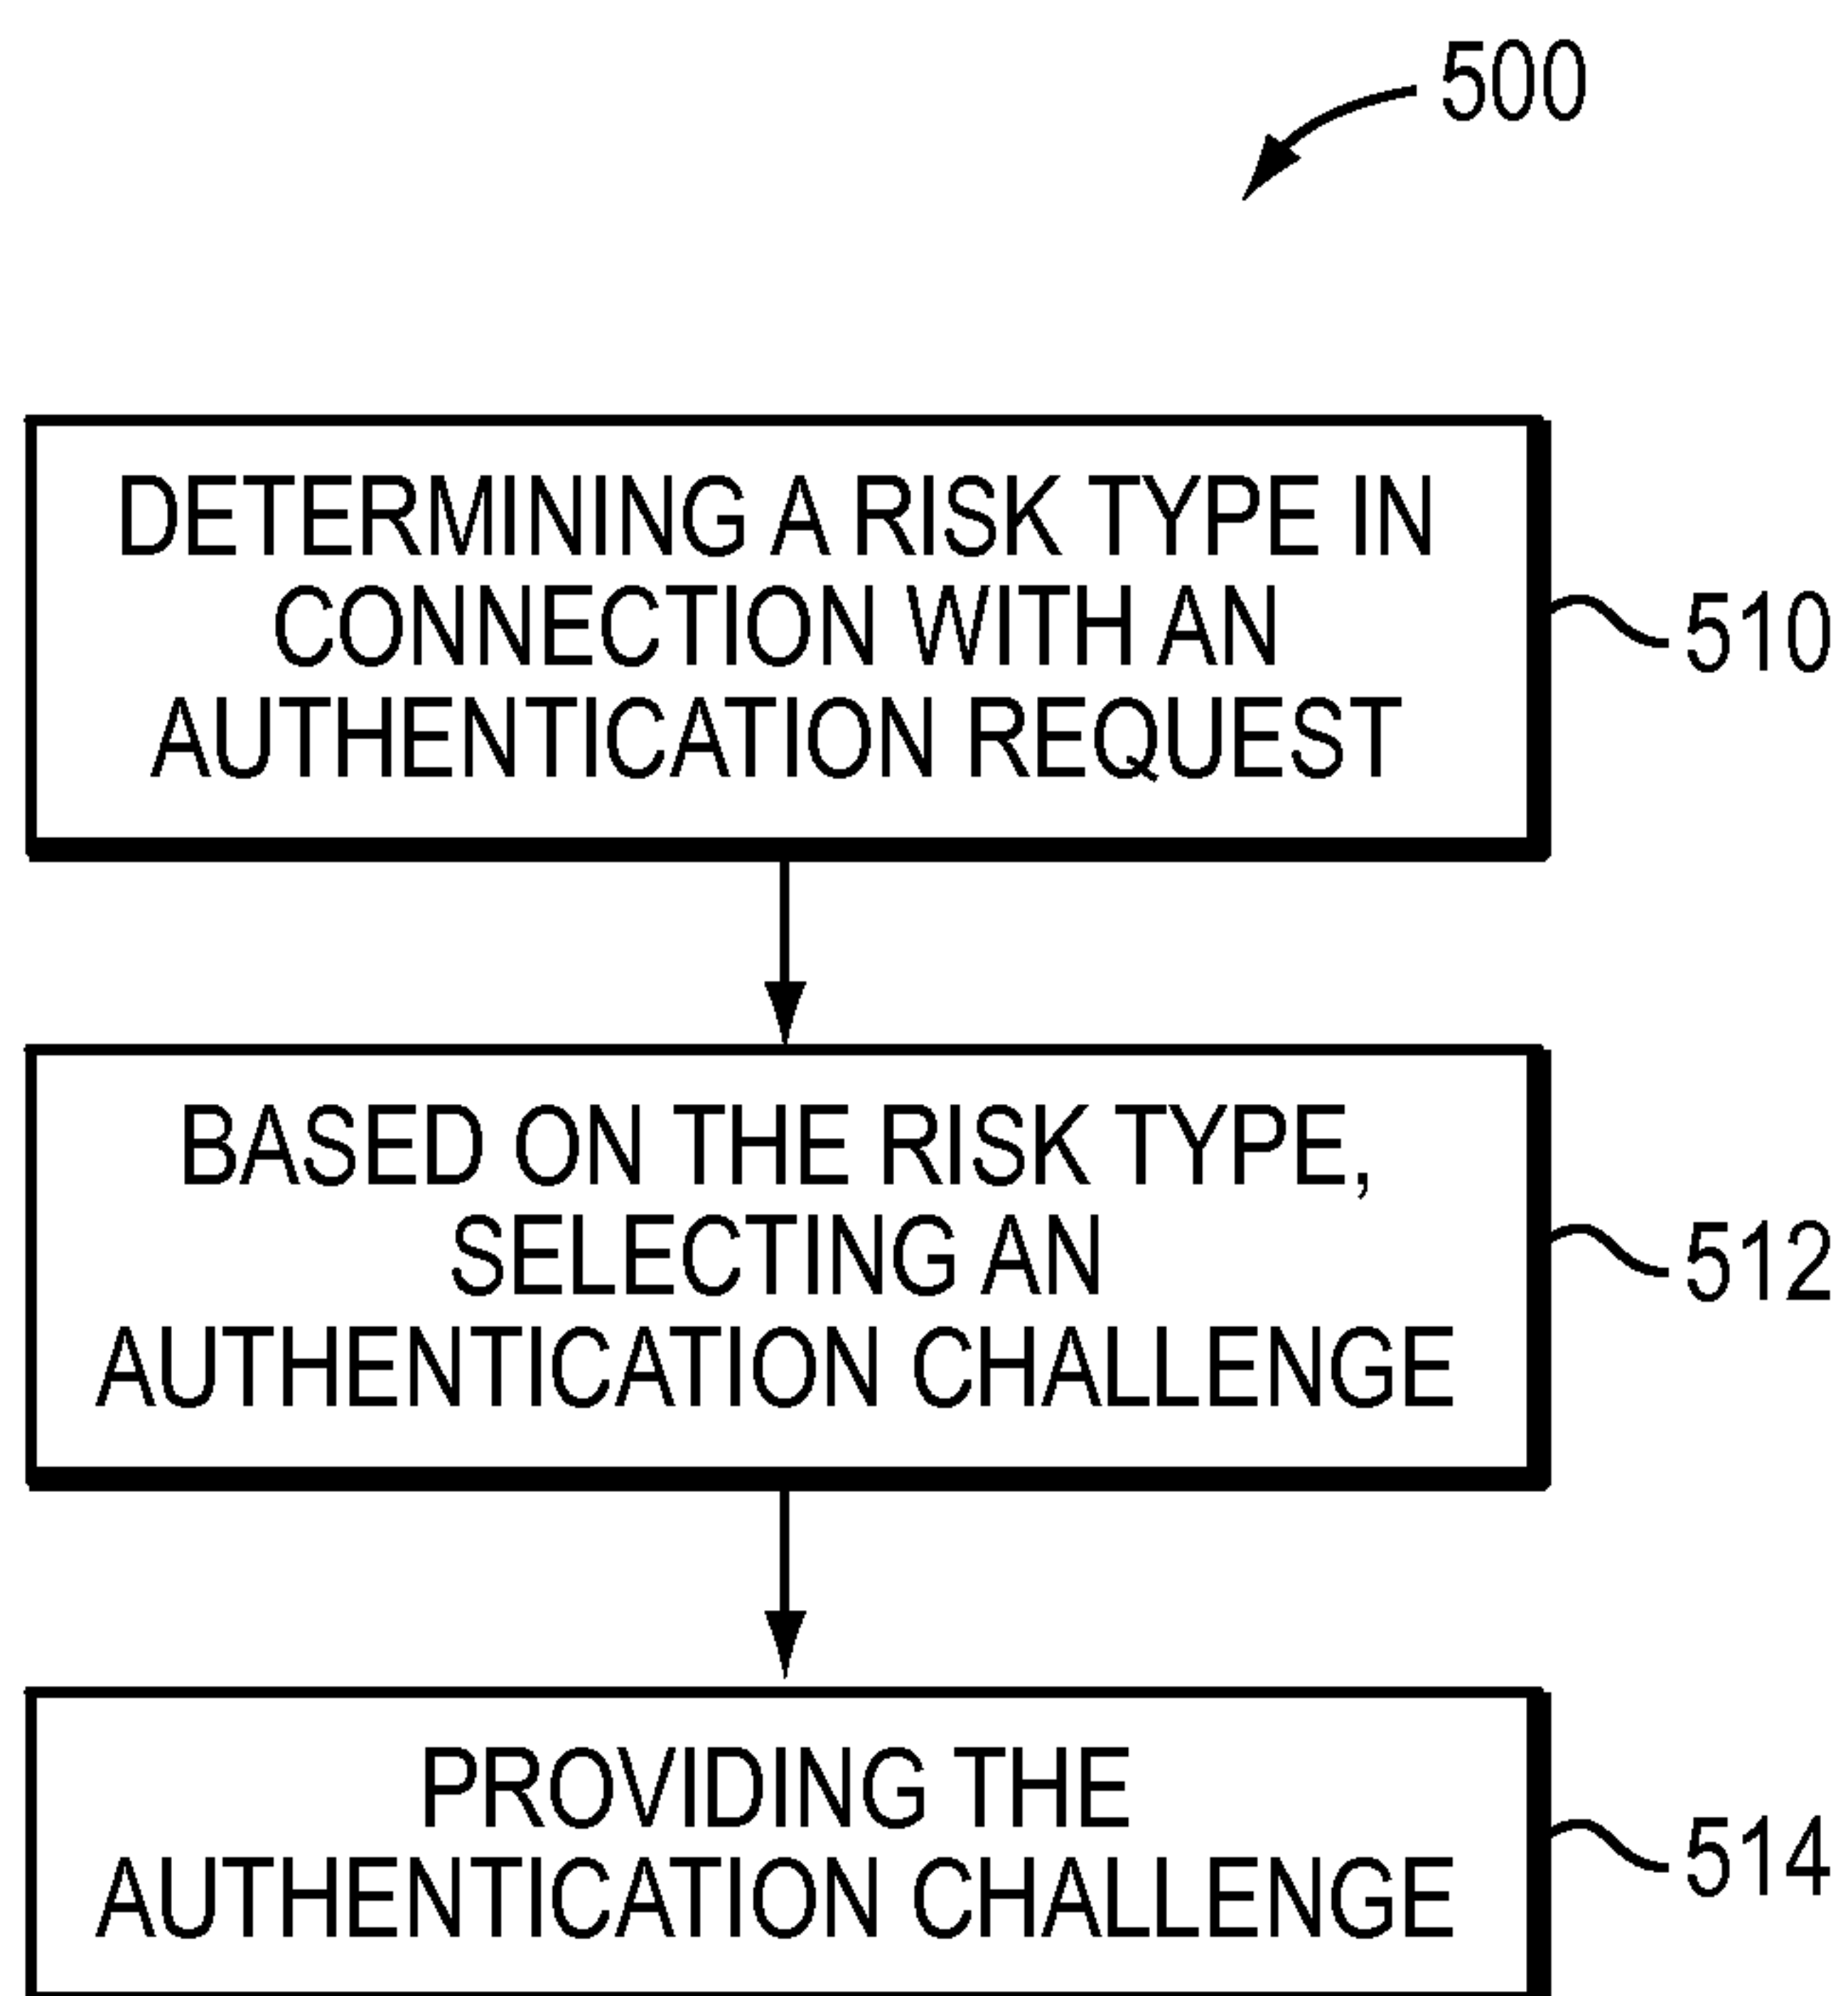 500
DETERMINING A RISK TYPE IN
CONNECTION WITH AN
AUTHENTICATION REQUEST
510
BASED ON THE RISK TYPE,
SELECTING AN
AUTHENTICATION CHALLENGE
512
PROVIDING THE
AUTHENTICATION CHALLENGE
514